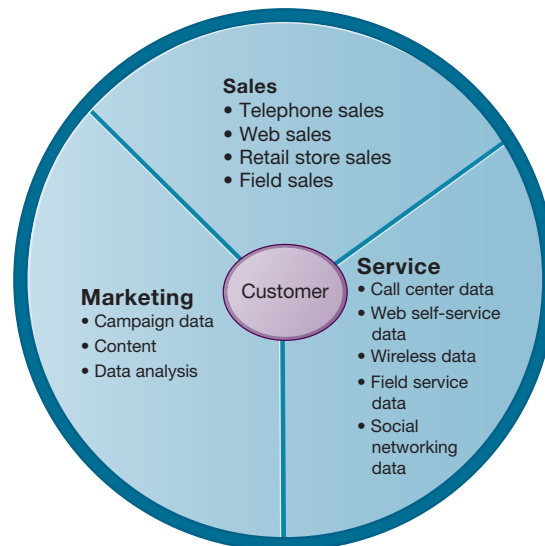 Sales
• Telephone sales
• Web sales
• Retail store sales
• Field sales
Marketing
• Campaign data
• Content
• Data analysis
Customer
Service
• Call center data
• Web self-service
data
• Wireless data
• Field service
data
• Social
networking
data